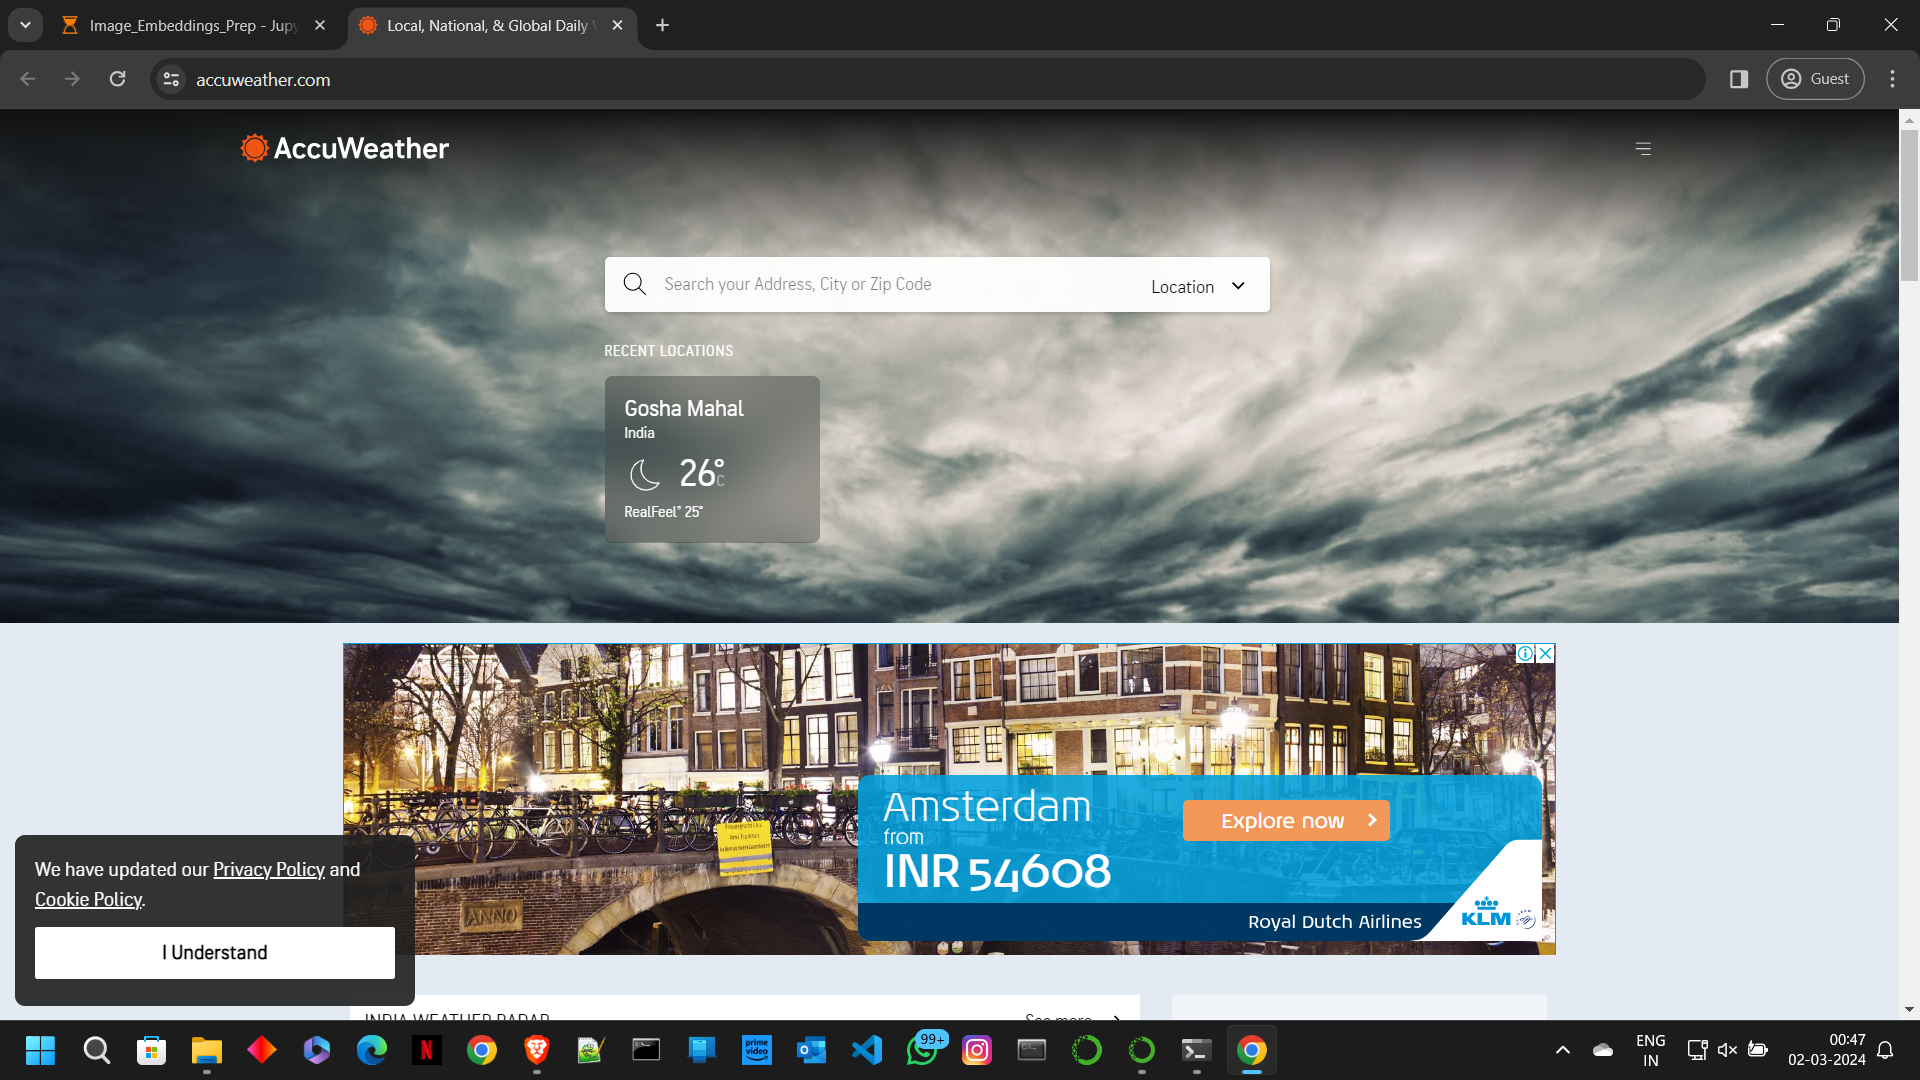 Image_Embeddings_Prep - Jupy
Local, National, & Global Daily
accuweather.com
Guest
AccuWeather
Search your Address, City or Zip Code
Location
RECENT LOCATIONS
Gosha Mahal
India
26°C
RealFeel® 25°
Amsterdam
from
INR 54608
Explore now
Royal Dutch Airlines
KLM
ANNO
We have updated our Privacy Policy and
Cookie Policy.
I Understand
INDIA WEATHER RADAR
See more
prime
video
99+
ENG
IN
00:47
02-03-2024